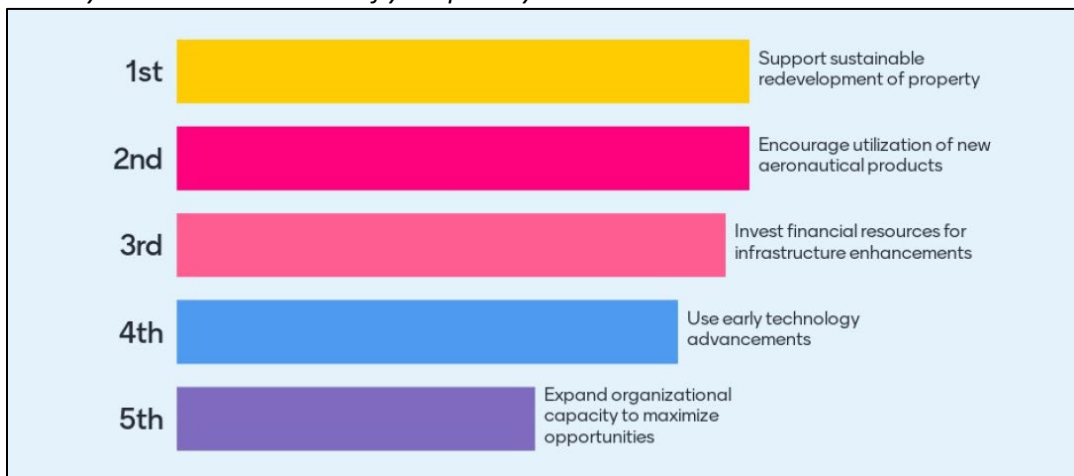 1st
Support sustainable
redevelopment of property
2nd
Encourage utilization of new
aeronautical products
3rd
Invest financial resources for
infrastructure enhancements
4th
Use early technology
advancements
5th
Expand organizational
capacity to maximize
opportunities